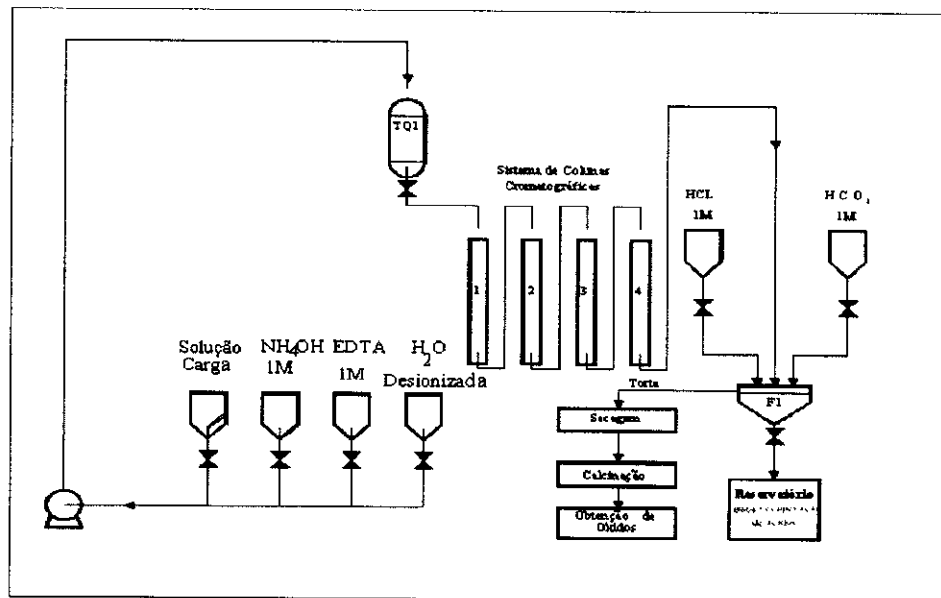 TQ1
Sistema de Colunas
Cromatográficas
HCL
1M
H C O 3
1M
1
2
3
4
Solução
Carga
NH4OH
1M
EDTA
1M
H2O
Desionizada
Torta
F1
Secagem
Calcinação
Obtenção de
Óxidos
Reservatório